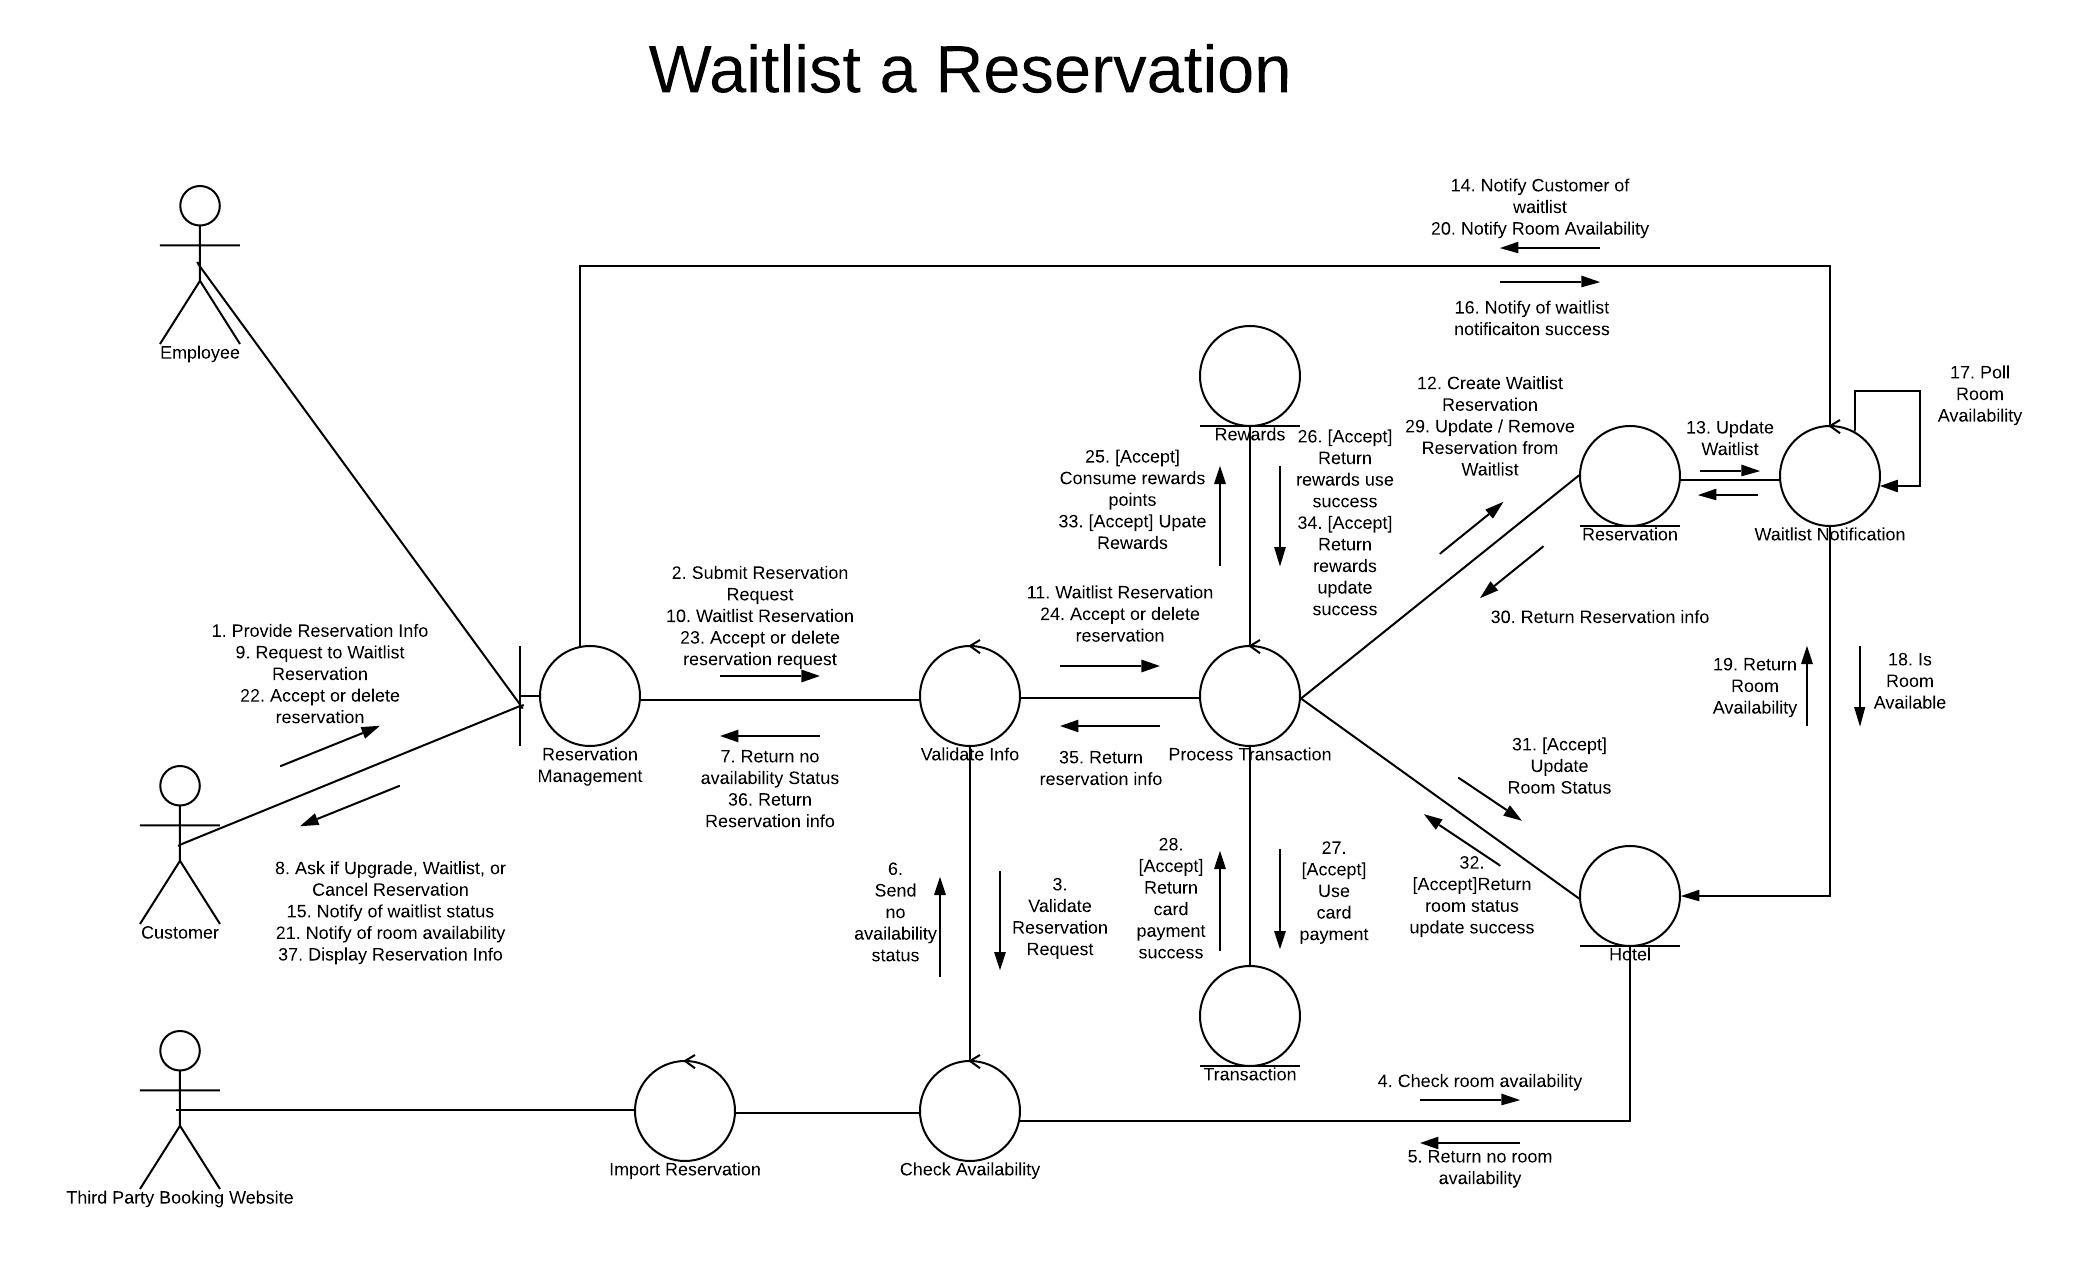 Waitlist a Reservation
14. Notify Customer of
waitlist
20. Notify Room Availability
16. Notify of waitlist
notificaiton success
Employee
17. Poll
Room
Availability
12. Create Waitlist
Reservation
29. Update / Remove
Reservation from
Waitlist
13. Update
Waitlist
Rewards
25. [Accept]
Consume rewards
points
33. [Accept] Upate
Rewards
26. [Accept]
Return
rewards use
success
34. [Accept]
Return
rewards
update
success
Reservation
Waitlist Notification
2. Submit Reservation
Request
10. Waitlist Reservation
23. Accept or delete
reservation request
11. Waitlist Reservation
24. Accept or delete
reservation
30. Return Reservation info
1. Provide Reservation Info
9. Request to Waitlist
Reservation
22. Accept or delete
reservation
19. Return
Room
Availability
18. Is
Room
Available
Reservation
Management
7. Return no
availability Status
36. Return
Reservation info
Validate Info
35. Return
reservation info
Process Transaction
31. [Accept]
Update
Room Status
Customer
8. Ask if Upgrade, Waitlist, or
Cancel Reservation
15. Notify of waitlist status
21. Notify of room availability
37. Display Reservation Info
6.
Send
no
availability
status
3.
Validate
Reservation
Request
28.
[Accept]
Return
card
payment
success
27.
[Accept]
Use
card
payment
32.
[Accept]Return
room status
update success
Hotel
Transaction
4. Check room availability
5. Return no room
availability
Import Reservation
Check Availability
Third Party Booking Website